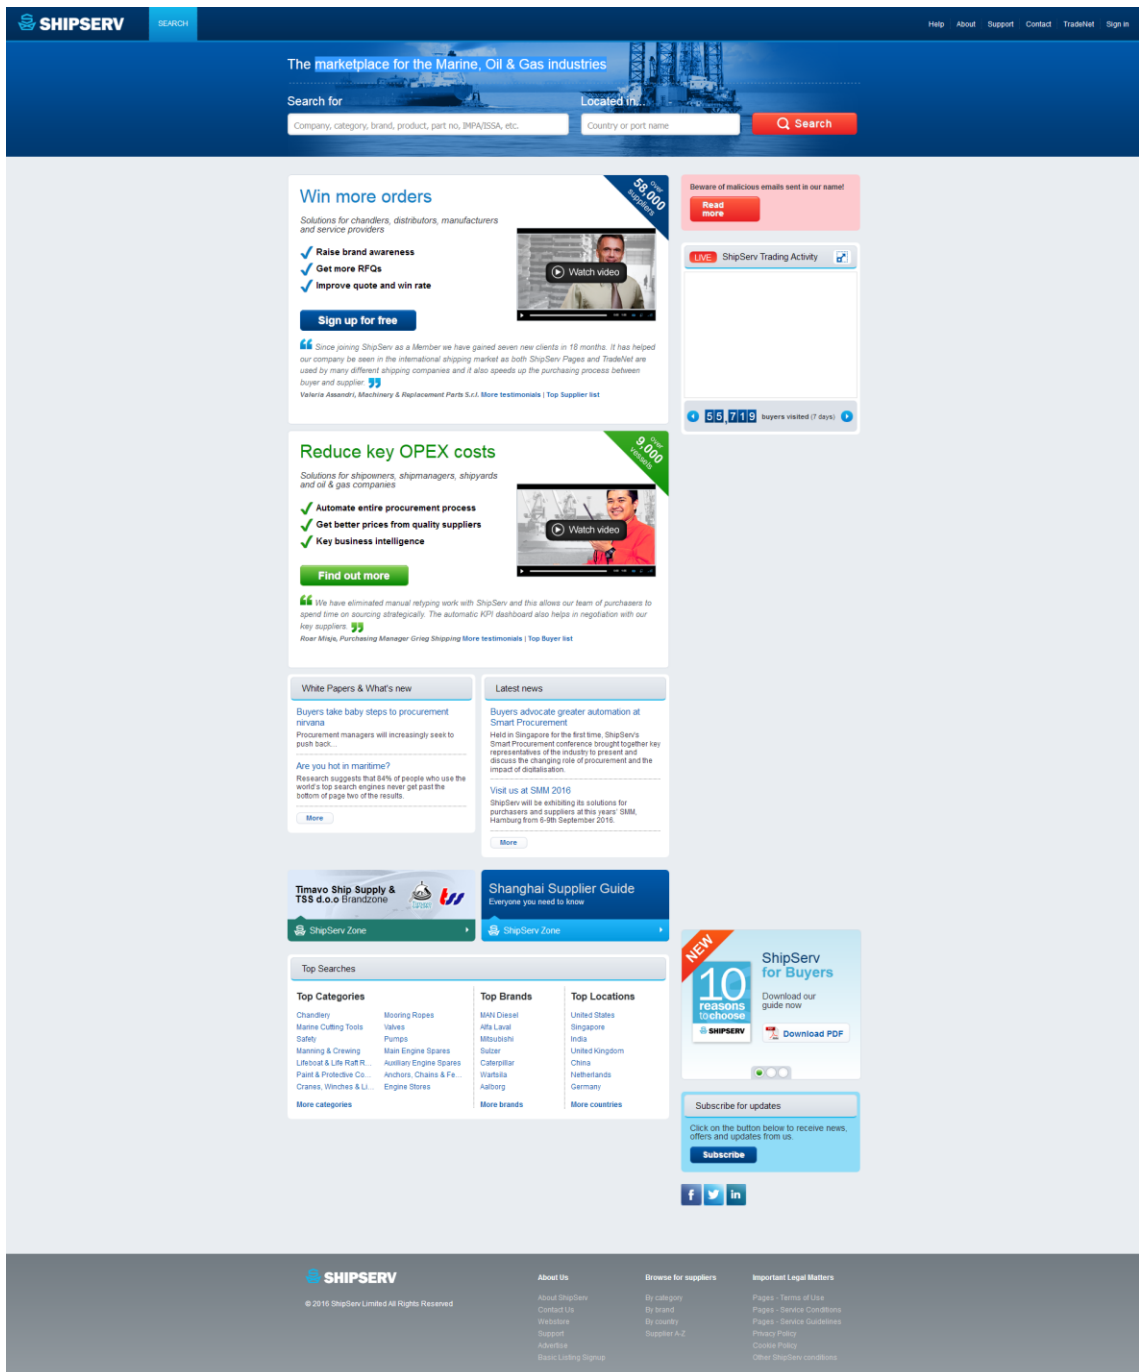 SHIPSERV
SEARCH
Help About Support Contact TradeNet Sign in
The marketplace for the Marine, Oil & Gas industries
Search for
Located in...
Company, category, brand, product, part no, IMPA/ISSA, etc.
Country or port name
Search
Win more orders
over
58,000
suppliers
Solutions for chandlers, distributors, manufacturers
and service providers
Raise brand awareness
Get more RFQs
Improve quote and win rate
Watch video
Sign up for free
Since joining ShipServ as a Member we have gained seven new clients in 18 months. It has helped
our company be seen in the international shipping market as both ShipServ Pages and TradeNet are
used by many different shipping companies and it also speeds up the purchasing process between
buyer and supplier.
Valeria Assandri, Machinery & Replacement Parts S.r.l. More testimonials | Top Supplier list
Beware of malicious emails sent in our name!
Read
more
LIVE ShipServ Trading Activity
55,719 buyers visited (7 days)
Reduce key OPEX costs
over
9,000
vessels
Solutions for shipowners, shipmanagers, shipyards
and oil & gas companies
Automate entire procurement process
Get better prices from quality suppliers
Key business intelligence
Watch video
Find out more
We have eliminated manual retyping work with ShipServ and this allows our team of purchasers to
spend time on sourcing strategically. The automatic KPI dashboard also helps in negotiation with our
key suppliers.
Roar Misje, Purchasing Manager Grieg Shipping More testimonials | Top Buyer list
White Papers & What's new
Buyers take baby steps to procurement
nirvana
Procurement managers will increasingly seek to
push back...
Are you hot in maritime?
Research suggests that 84% of people who use the
world's top search engines never get past the
bottom of page two of the results.
More
Latest news
Buyers advocate greater automation at
Smart Procurement
Held in Singapore for the first time, ShipServ's
Smart Procurement conference brought together key
representatives of the industry to present and
discuss the changing role of procurement and the
impact of digitalisation.
Visit us at SMM 2016
ShipServ will be exhibiting its solutions for
purchasers and suppliers at this years' SMM,
Hamburg from 6-9th September 2016.
More
Timavo Ship Supply &
TSS d.o.o Brandzone
tss
ShipServ Zone
Shanghai Supplier Guide
Everyone you need to know
ShipServ Zone
Top Searches
Top Categories
Chandlery
Marine Cutting Tools
Safety
Manning & Crewing
Lifeboat & Life Raft R...
Paint & Protective Co...
Cranes, Winches & Li...
More categories
Mooring Ropes
Valves
Pumps
Main Engine Spares
Auxiliary Engine Spares
Anchors, Chains & Fe...
Engine Stores
Top Brands
MAN Diesel
Alfa Laval
Mitsubishi
Sulzer
Caterpillar
Wartsila
Aalborg
More brands
Top Locations
United States
Singapore
India
United Kingdom
China
Netherlands
Germany
More countries
NEW
10
reasons
to choose
SHIPSERV
ShipServ
for Buyers
Download our
guide now
Download PDF
Subscribe for updates
Click on the button below to receive news,
offers and updates from us.
Subscribe
f
in
SHIPSERV
© 2016 ShipServ Limited All Rights Reserved
About Us
About ShipServ
Contact Us
Webstore
Support
Advertise
Basic Listing Signup
Browse for suppliers
By category
By brand
By country
Supplier A-Z
Important Legal Matters
Pages - Terms of Use
Pages - Service Conditions
Pages - Service Guidelines
Privacy Policy
Cookie Policy
Other ShipServ conditions